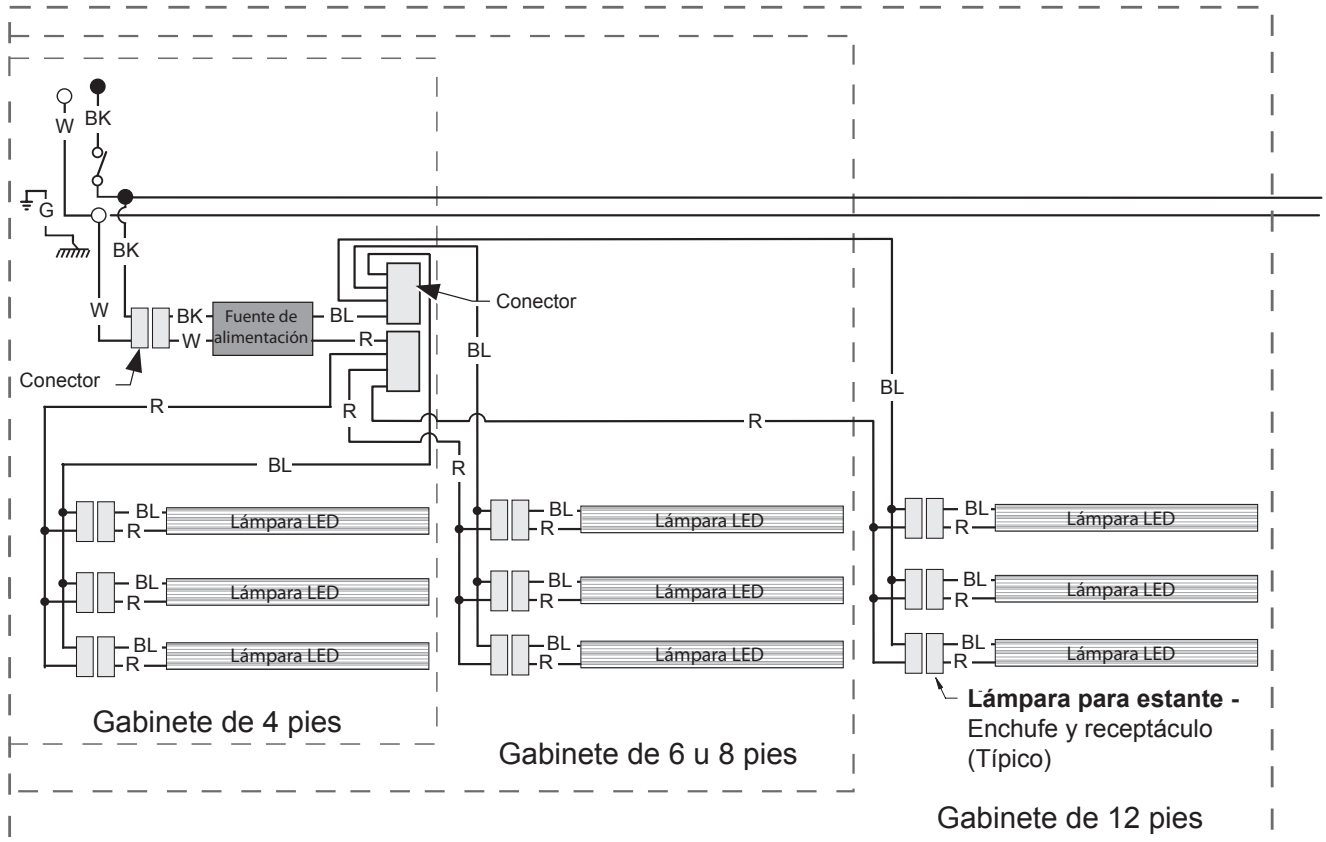 W
BK
G
BK
W
BK
W
Fuente de
alimentación
BL
R
Conector
Conector
BL
BL
R
R
R
R
BL
BL
R
Lámpara LED
BL
R
Lámpara LED
BL
R
Lámpara LED
BL
R
Lámpara LED
BL
R
Lámpara LED
BL
R
Lámpara LED
BL
R
Lámpara LED
BL
R
Lámpara LED
BL
R
Lámpara LED
Lámpara para estante -
Enchufe y receptáculo
(Típico)
Gabinete de 4 pies
Gabinete de 6 u 8 pies
Gabinete de 12 pies